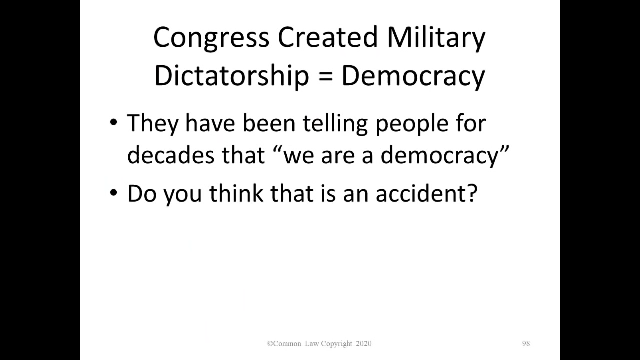 Congress Created Military
Dictatorship = Democracy
• They have been telling people for
decades that “we are a democracy”
• Do you think that is an accident?
©Common Law Copyright 2020
98